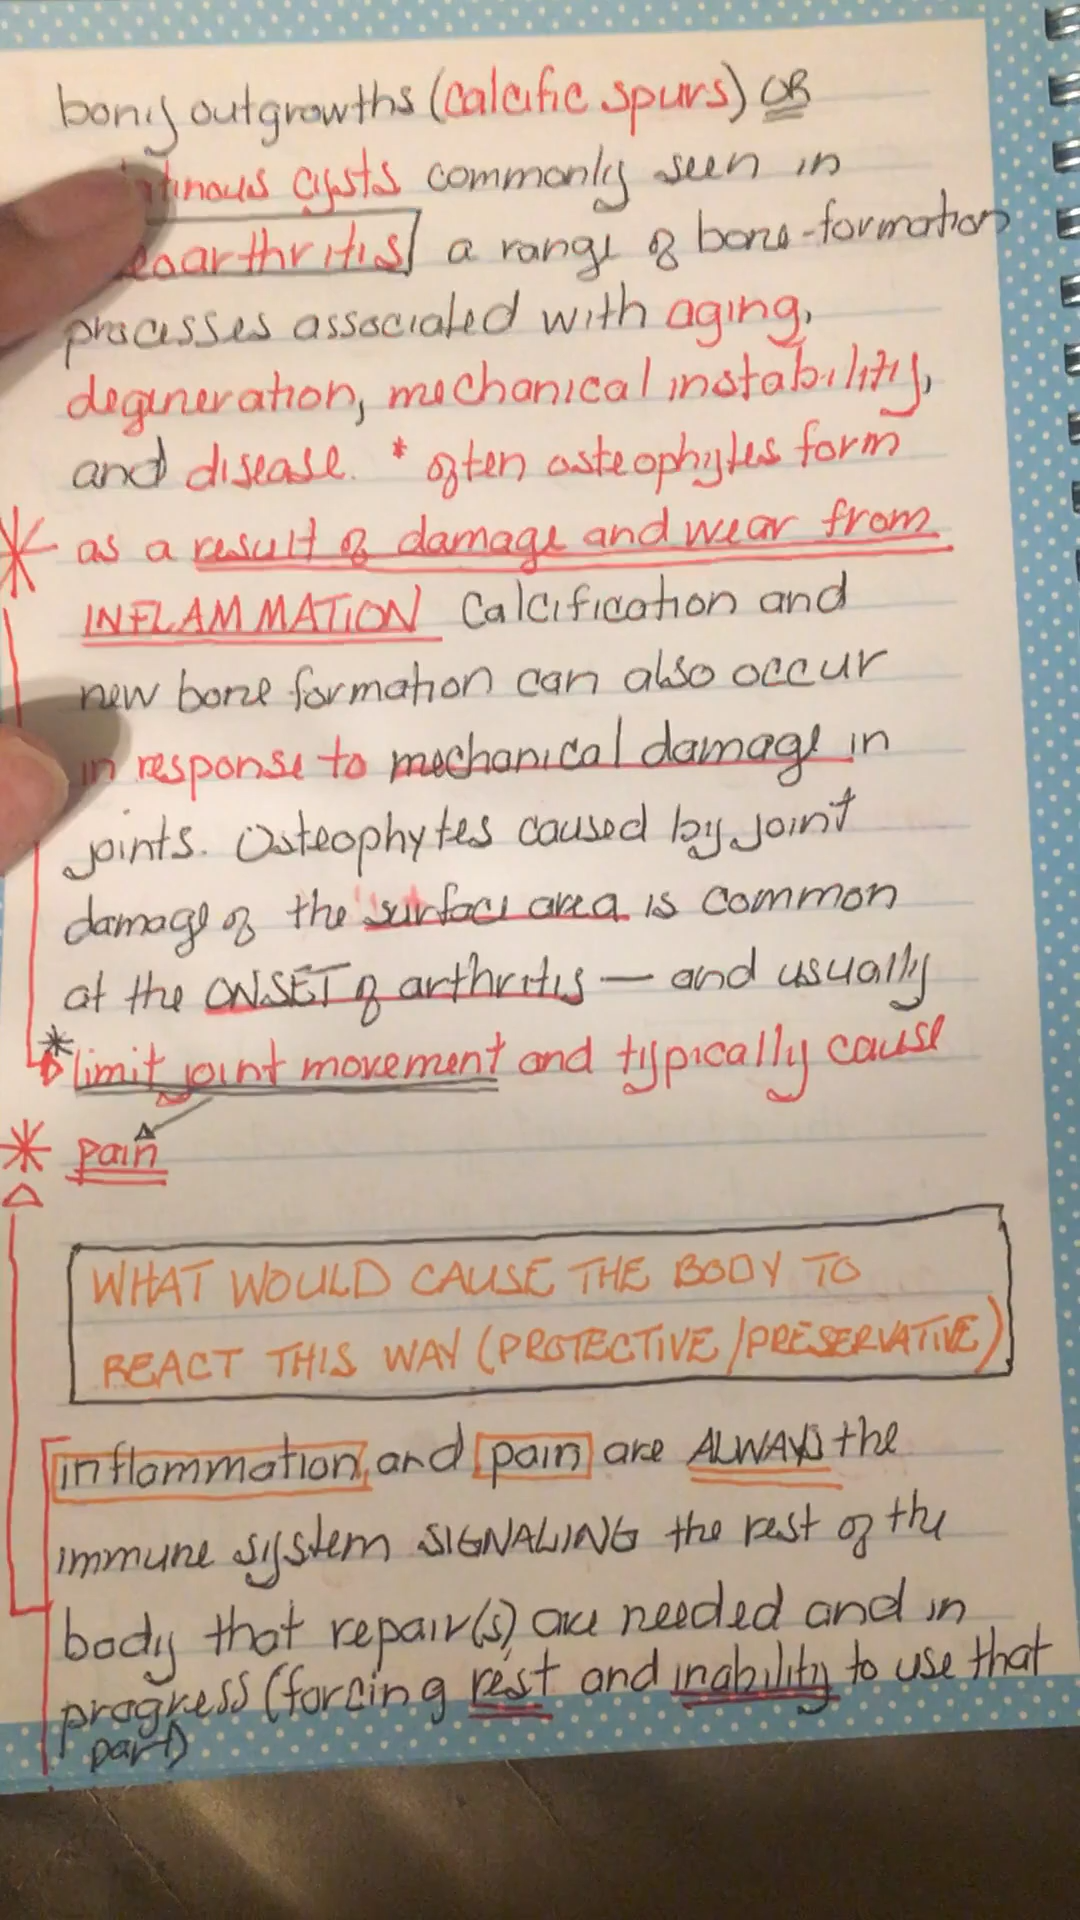 bony outgrowths (calcific spurs) OR
cysts commonly seen in
a range of bone-formation
processes associated with aging,
degeneration, mechanical instability,
and disease. * often osteophytes form
as a result of damage and wear from
INFLAMMATION Calcification and
new bone formation can also occur
in response to mechanical damage in
joints. Osteophytes caused by joint
damage of the surface area is common
at the ONSET of arthritis — and usually
* limit joint movement and typically cause
* pain
WHAT WOULD CAUSE THE BODY TO
REACT THIS WAY (PROTECTIVE/PRESERVATIVE)
inflammation, and pain are ALWAYS the
immune system SIGNALING the rest of the
body that repair(s) are needed and in
progress (forcing rest and inability to use that
part)